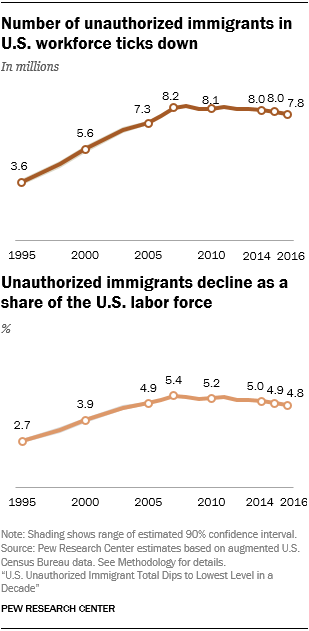 Number of unauthorized immigrants in
U.S. workforce ticks down
In millions
3.6 5.6 7.3 8.2 8.1 8.0 8.0 7.8
1995 2000 2005 2010 2014 2016
Unauthorized immigrants decline as a
share of the U.S. labor force
%
2.7 3.9 4.9 5.4 5.2 5.0 4.9 4.8
1995 2000 2005 2010 2014 2016
Note: Shading shows range of estimated 90% confidence interval.
Source: Pew Research Center estimates based on augmented U.S.
Census Bureau data. See Methodology for details.
“U.S. Unauthorized Immigrant Total Dips to Lowest Level in a
Decade”
PEW RESEARCH CENTER